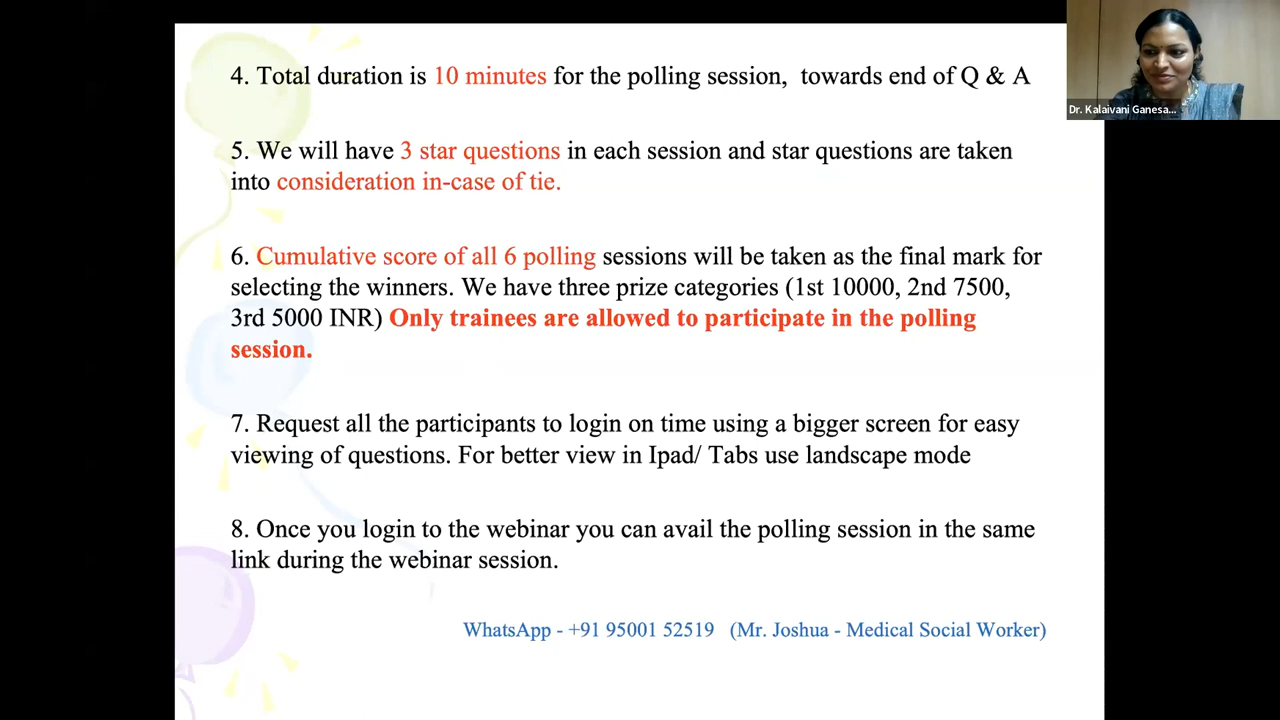 4. Total duration is 10 minutes for the polling session, towards end of Q & A
5. We will have 3 star questions in each session and star questions are taken
into consideration in-case of tie.
6. Cumulative score of all 6 polling sessions will be taken as the final mark for
selecting the winners. We have three prize categories (1st 10000, 2nd 7500,
3rd 5000 INR) Only trainees are allowed to participate in the polling
session.
7. Request all the participants to login on time using a bigger screen for easy
viewing of questions. For better view in Ipad/ Tabs use landscape mode
8. Once you login to the webinar you can avail the polling session in the same
link during the webinar session.
WhatsApp - +91 95001 52519 (Mr. Joshua - Medical Social Worker)
Dr. Kalaivani Ganesa...